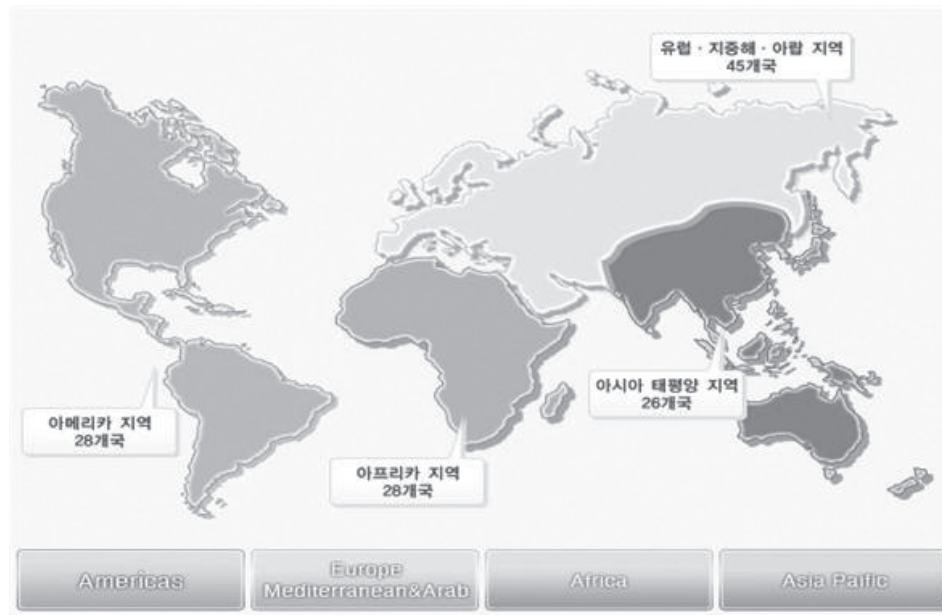 유럽 · 지중해 · 아랍 지역
45개국
아시아 태평양 지역
26개국
아메리카 지역
28개국
아프리카 지역
28개국
Americas
Europe
Mediterranean&Arab
Africa
Asia Paific